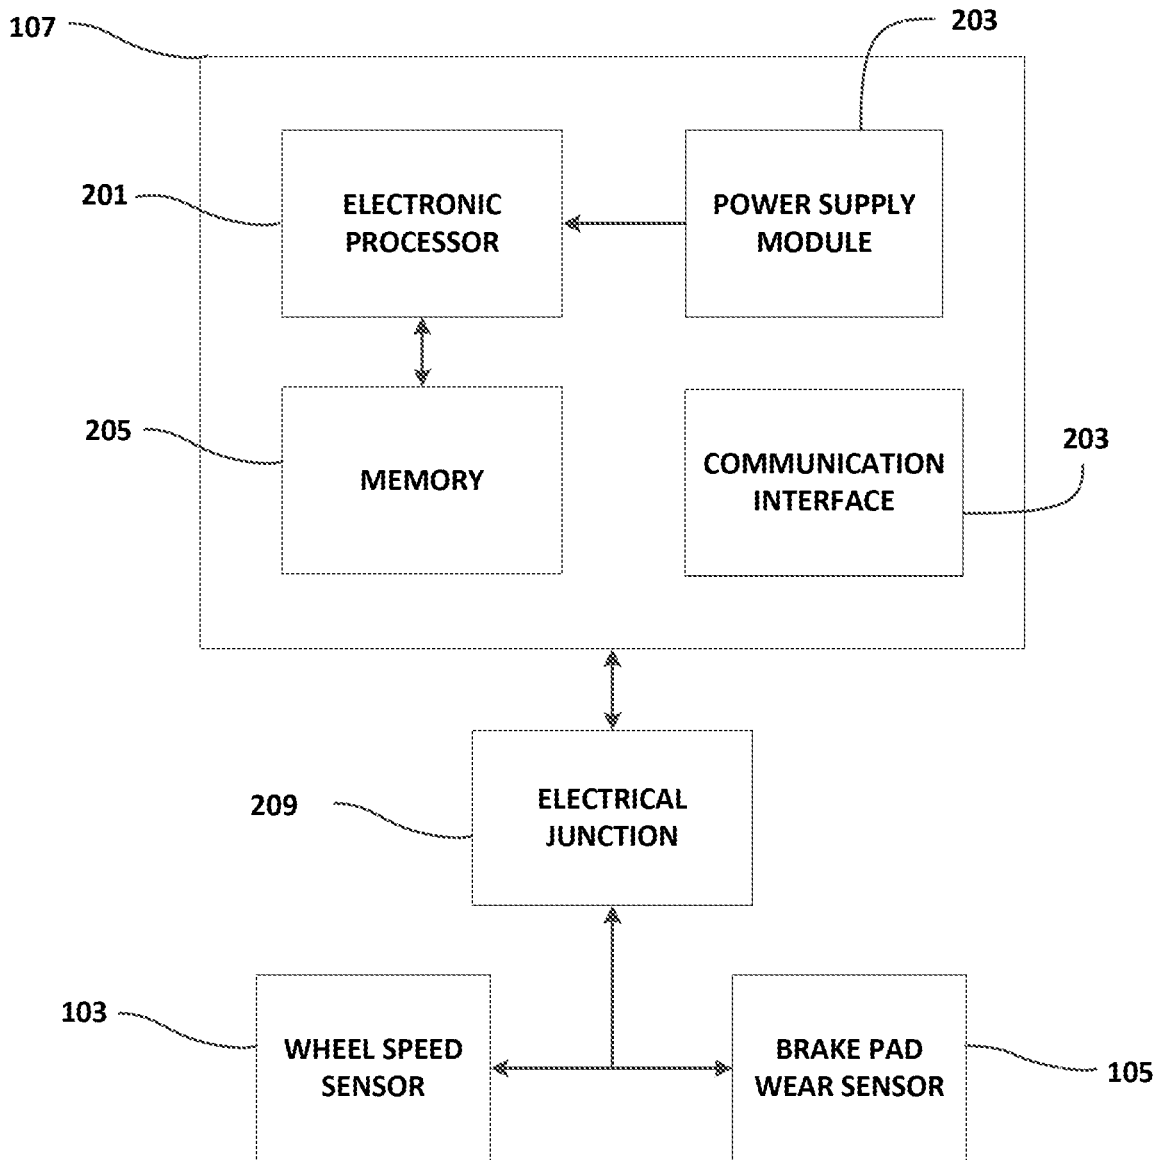 107
203
201
ELECTRONIC
PROCESSOR
POWER SUPPLY
MODULE
205
MEMORY
COMMUNICATION
INTERFACE
203
209
ELECTRICAL
JUNCTION
103
WHEEL SPEED
SENSOR
BRAKE PAD
WEAR SENSOR
105